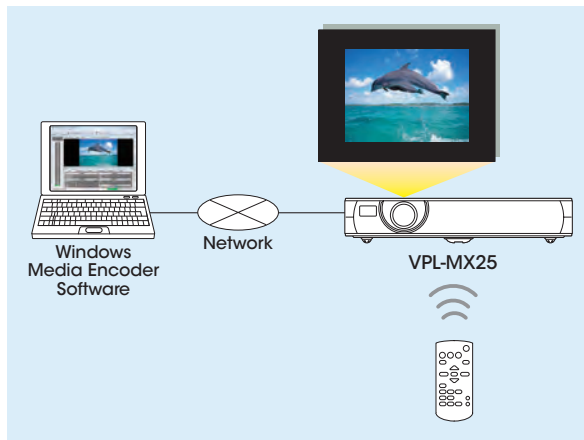 Windows
Media Encoder
Software
Network
VPL-MX25